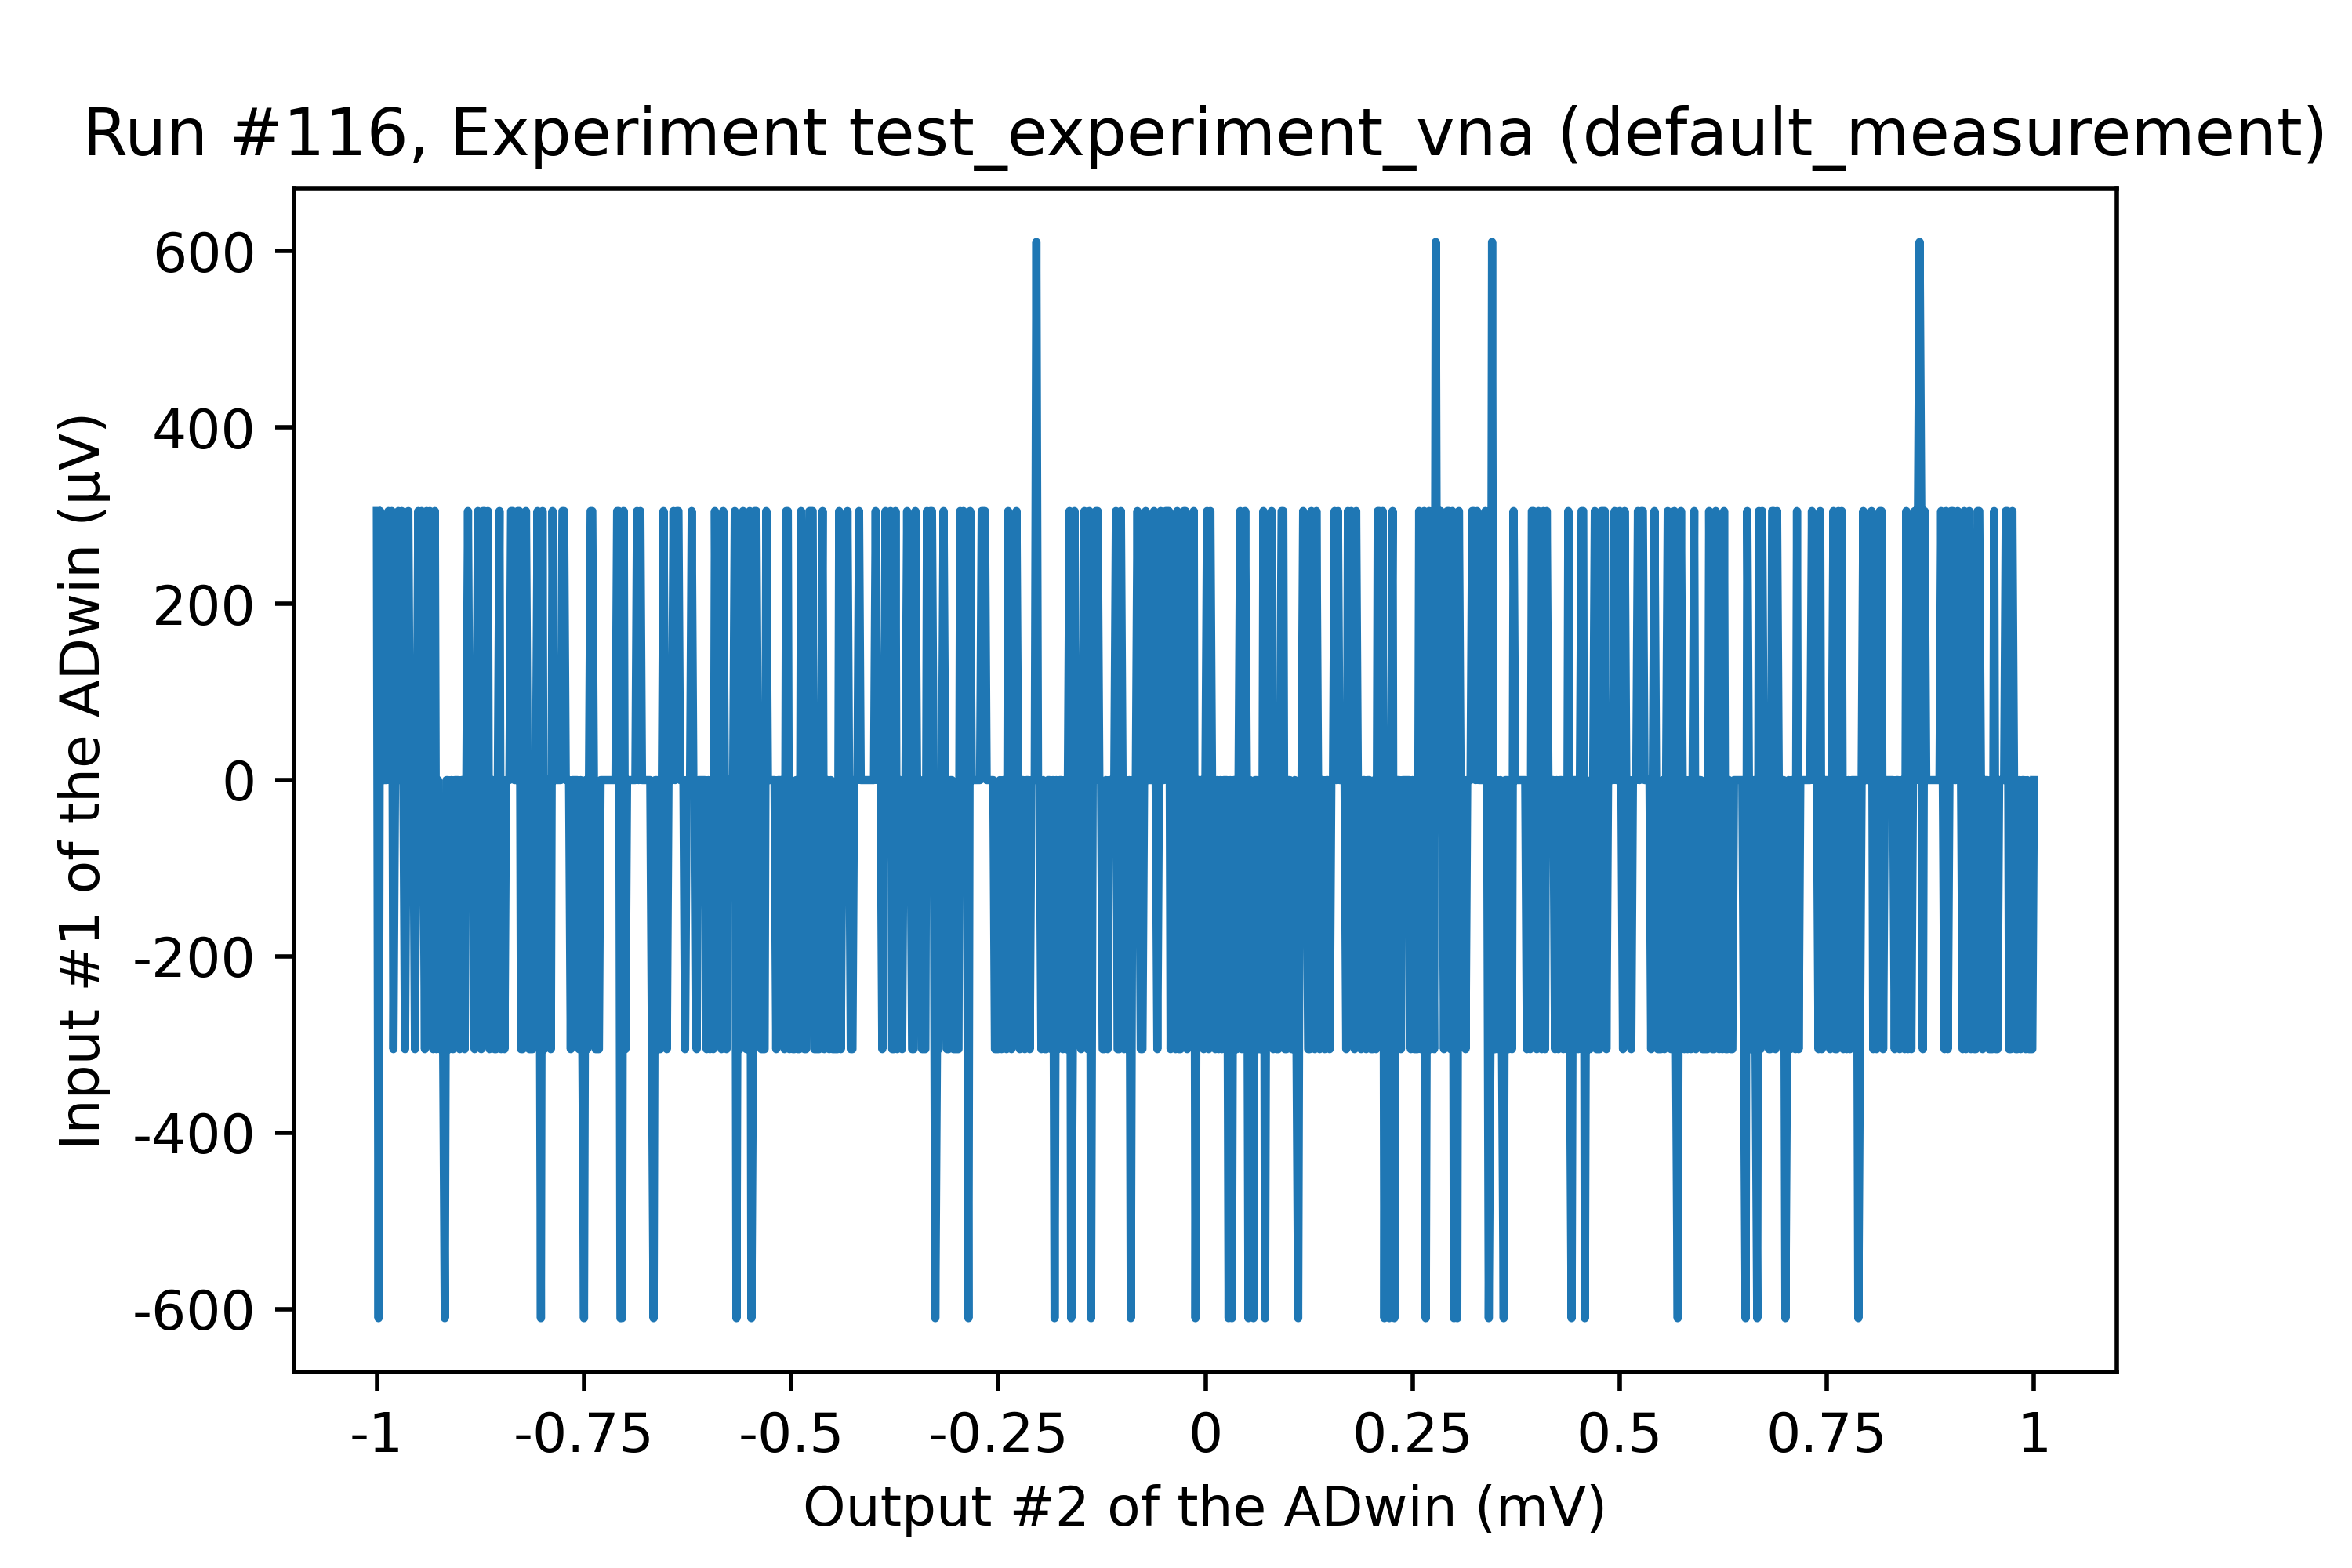 Run #116, Experiment test_experiment_vna (default_measurement)
Input #1 of the ADwin (μV)
600
400
200
0
-200
-400
-600
-1 -0.75 -0.5 -0.25 0 0.25 0.5 0.75 1
Output #2 of the ADwin (mV)